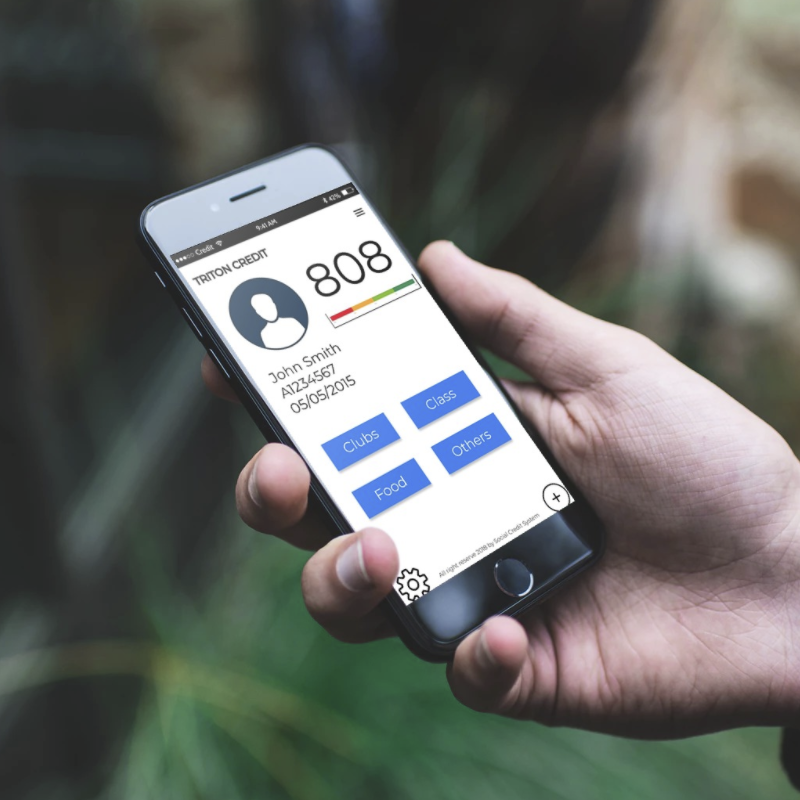 Credit 9:41 AM 42%
TRITON CREDIT
808
John Smith
A1234567
05/05/2015
Clubs Class
Food Others
+
All right reserve 2018 by Social Credit System